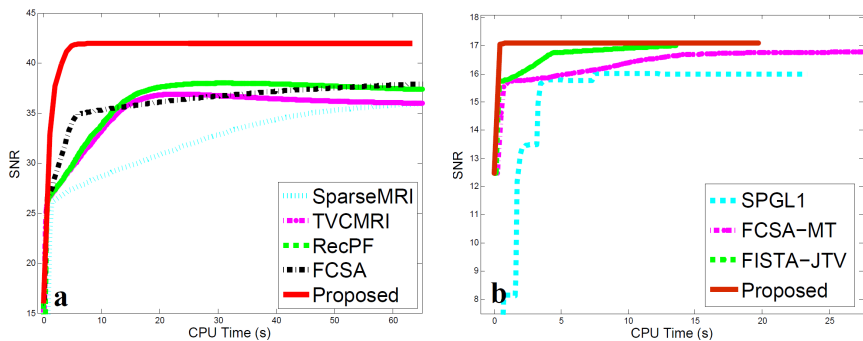 45
40
35
30
25
20
15
SNR
0
10
20
30
40
50
60
CPU Time (s)
SparseMRI
TVCMRI
RecPF
FCSA
Proposed
a
17
16
15
14
13
12
11
10
9
8
SNR
0
5
10
15
20
25
CPU Time (s)
SPGL1
FCSA-MT
FISTA-JTV
Proposed
b